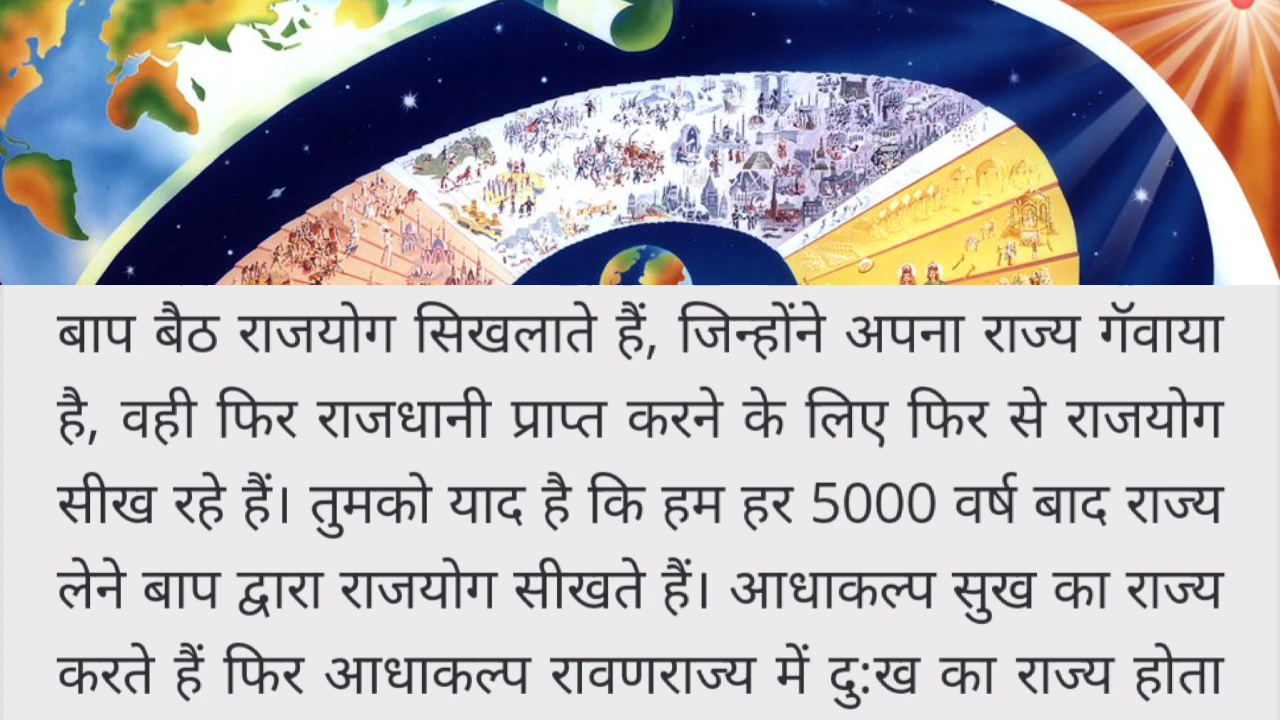 बाप बैठ राजयोग सिखलाते हैं, जिन्होंने अपना राज्य गॅवाया
है, वही फिर राजधानी प्राप्त करने के लिए फिर से राजयोग
सीख रहे हैं। तुमको याद है कि हम हर 5000 वर्ष बाद राज्य
लेने बाप द्वारा राजयोग सीखते हैं। आधाकल्प सुख का राज्य
करते हैं फिर आधाकल्प रावणराज्य में दु:ख का राज्य होता